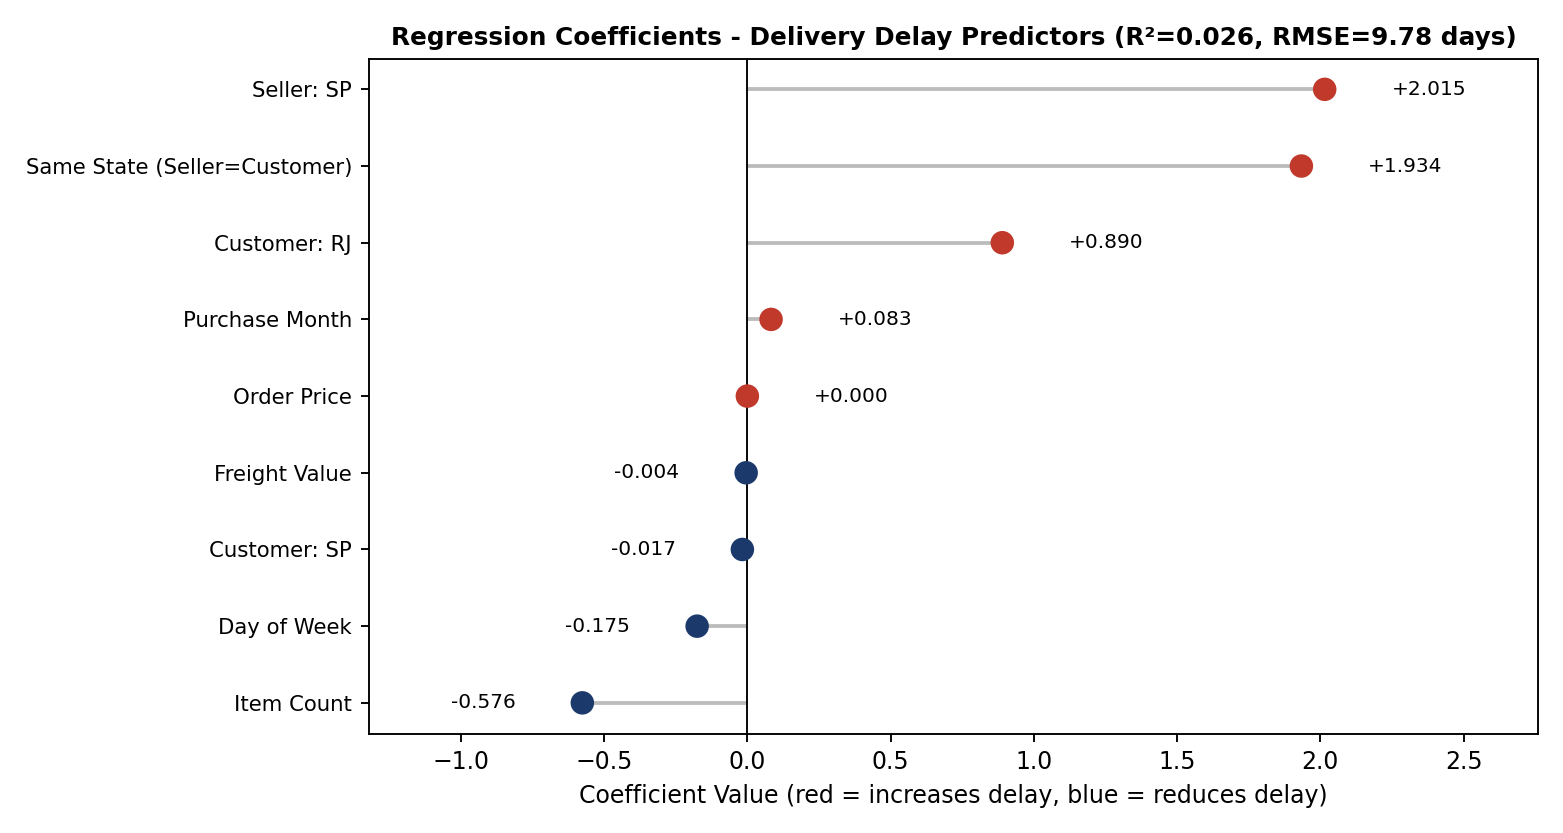 Regression Coefficients - Delivery Delay Predictors (R²=0.026, RMSE=9.78 days)
Seller: SP +2.015
Same State (Seller=Customer) +1.934
Customer: RJ +0.890
Purchase Month +0.083
Order Price +0.000
Freight Value -0.004
Customer: SP -0.017
Day of Week -0.175
Item Count -0.576
−1.0 −0.5 0.0 0.5 1.0 1.5 2.0 2.5
Coefficient Value (red = increases delay, blue = reduces delay)